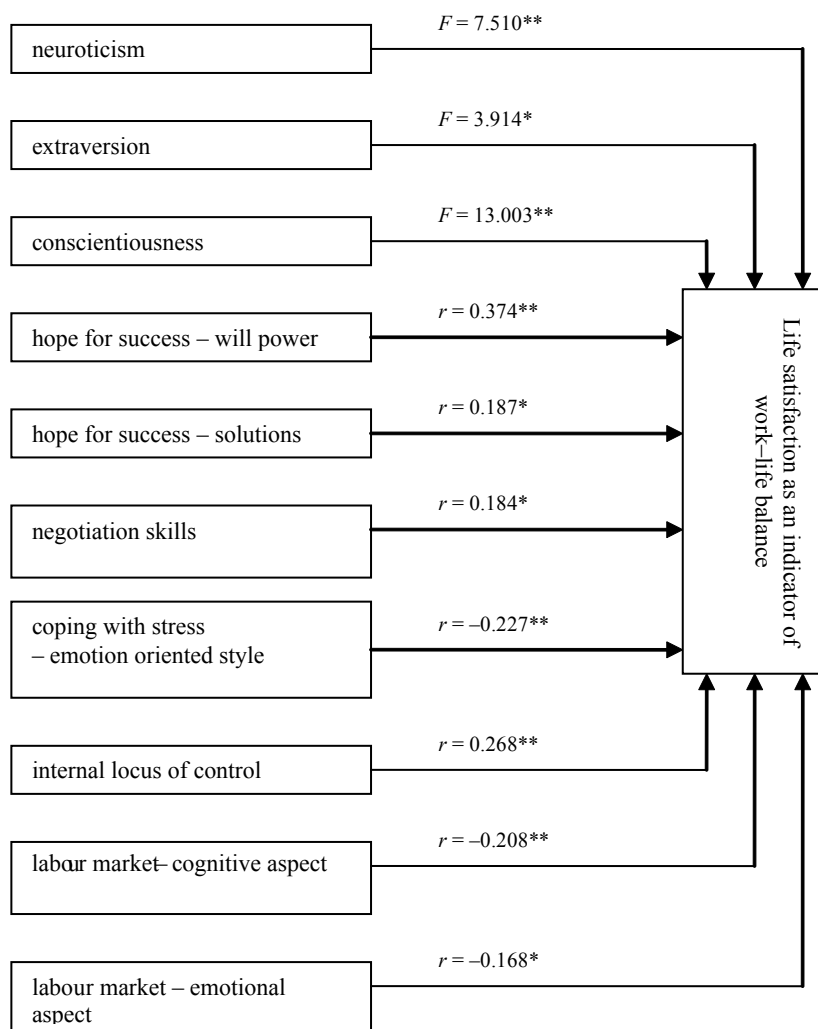 F = 7.510**
neuroticism
F = 3.914*
extraversion
F = 13.003**
conscientiousness
r = 0.374**
hope for success – will power
r = 0.187*
hope for success – solutions
r = 0.184*
negotiation skills
coping with stress
– emotion oriented style
r = –0.227**
r = 0.268**
internal locus of control
r = –0.208**
labour market– cognitive aspect
r = –0.168*
labour market – emotional
aspect
Life satisfaction as an indicator of
work–life balance